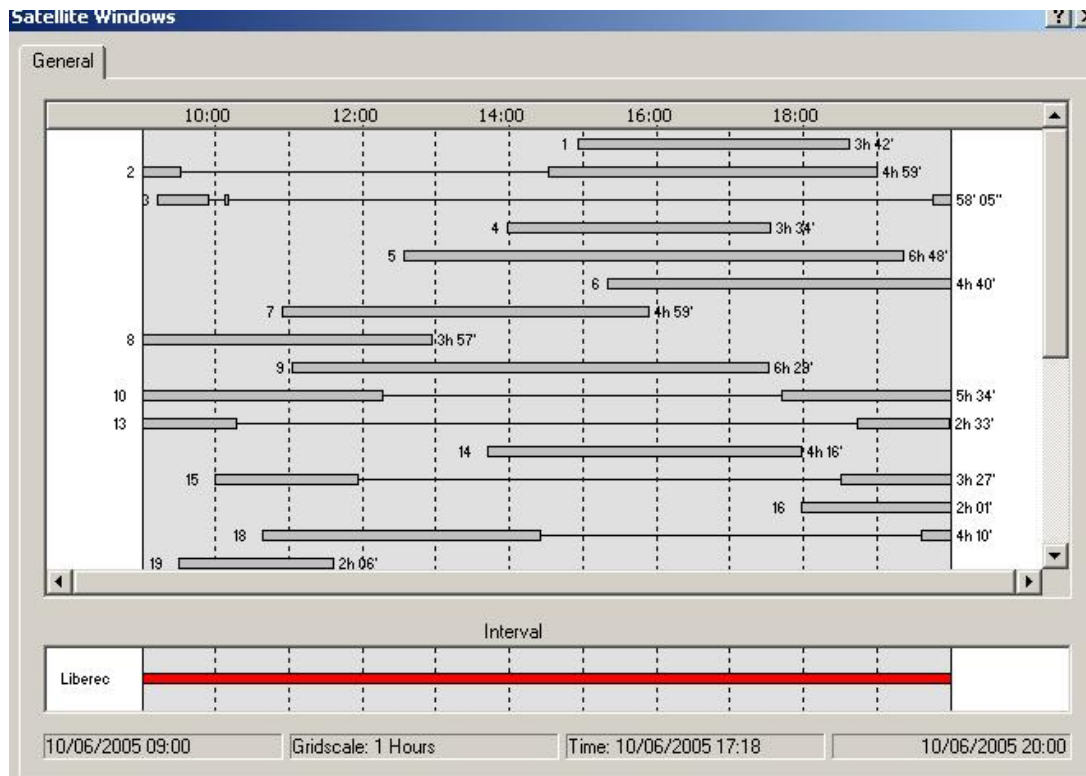 Satellite Windows
General
10:00 12:00 14:00 16:00 18:00
1 3h 42'
2 4h 59'
3 58' 05"
4 3h 34'
5 6h 48'
6 4h 40'
7 4h 59'
8 3h 57'
9 6h 29'
10 5h 34'
13 2h 33'
14 4h 16'
15 3h 27'
16 2h 01'
18 4h 10'
19 2h 06'
Interval
Liberec
10/06/2005 09:00 Gridscale: 1 Hours Time: 10/06/2005 17:18 10/06/2005 20:00